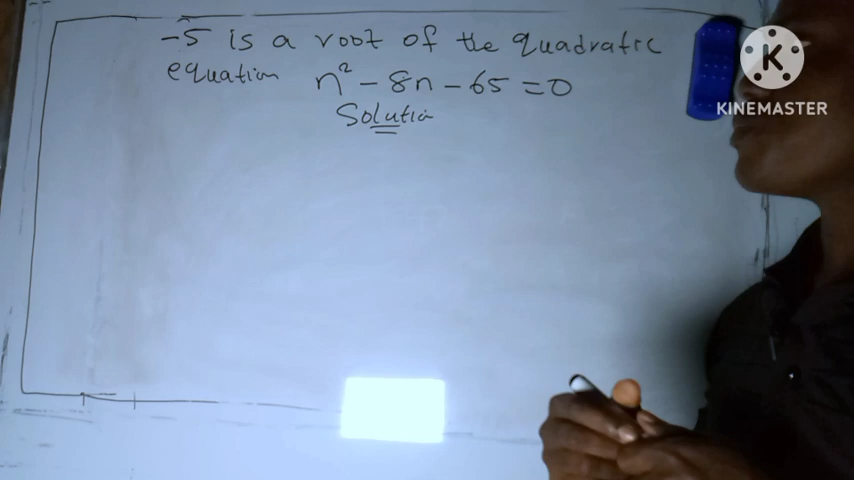 -5 is a root of the quadratic
equation n² - 8n - 65 = 0
Solution
K
KINEMASTER